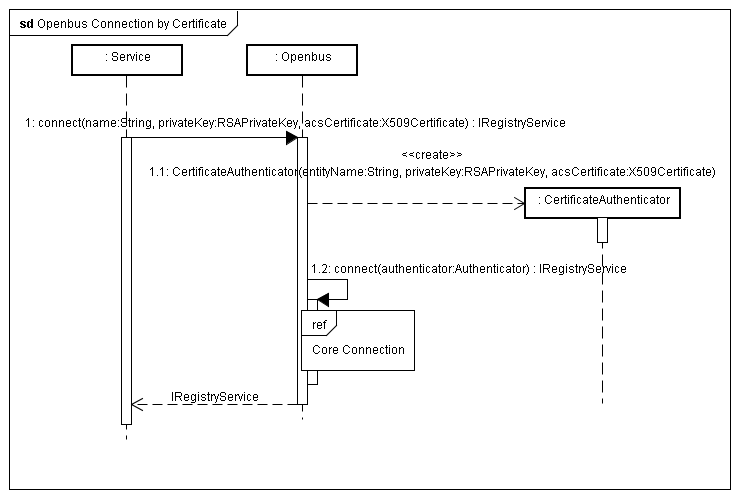 sd Openbus Connection by Certificate
: Service
: Openbus
1: connect(name:String, privateKey:RSAPrivateKey, acsCertificate:X509Certificate) : IRegistryService
<<create>>
1.1: CertificateAuthenticator(entityName:String, privateKey:RSAPrivateKey, acsCertificate:X509Certificate)
: CertificateAuthenticator
1.2: connect(authenticator:Authenticator) : IRegistryService
ref
Core Connection
IRegistryService